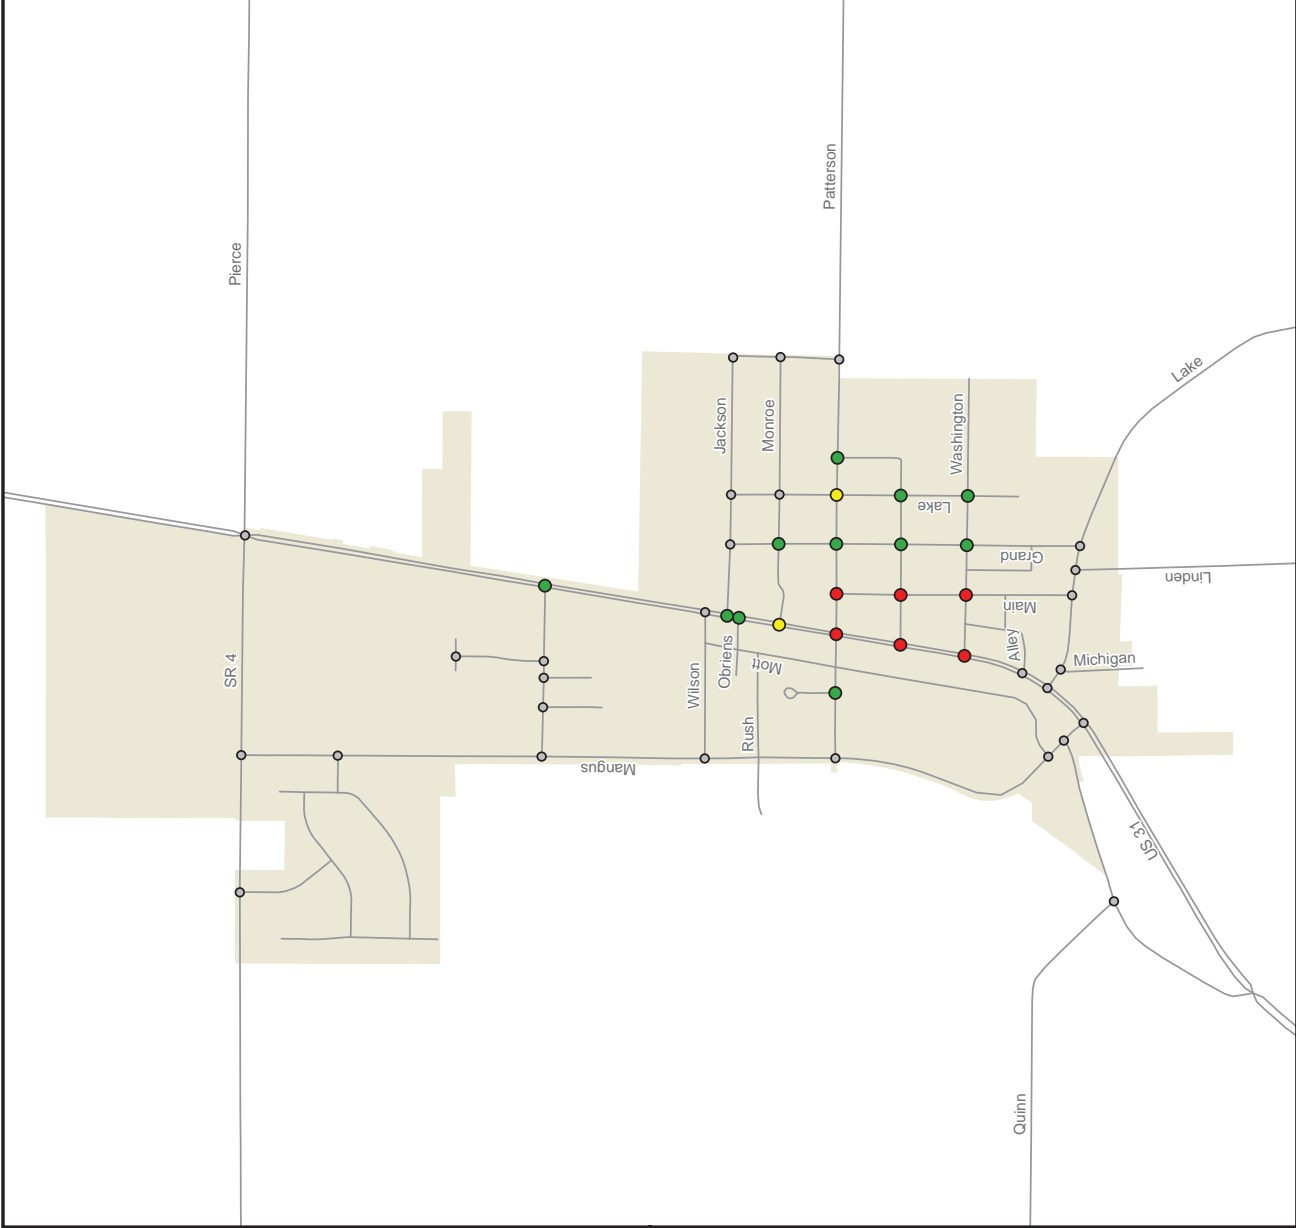 Patterson
Pierce
Lake
Jackson
Monroe
Washington
Lake
Grand
Linden
Main
Alley
Michigan
Obriens
Mott
SR 4
Wilson
Rush
Mangus
US 31
Quinn